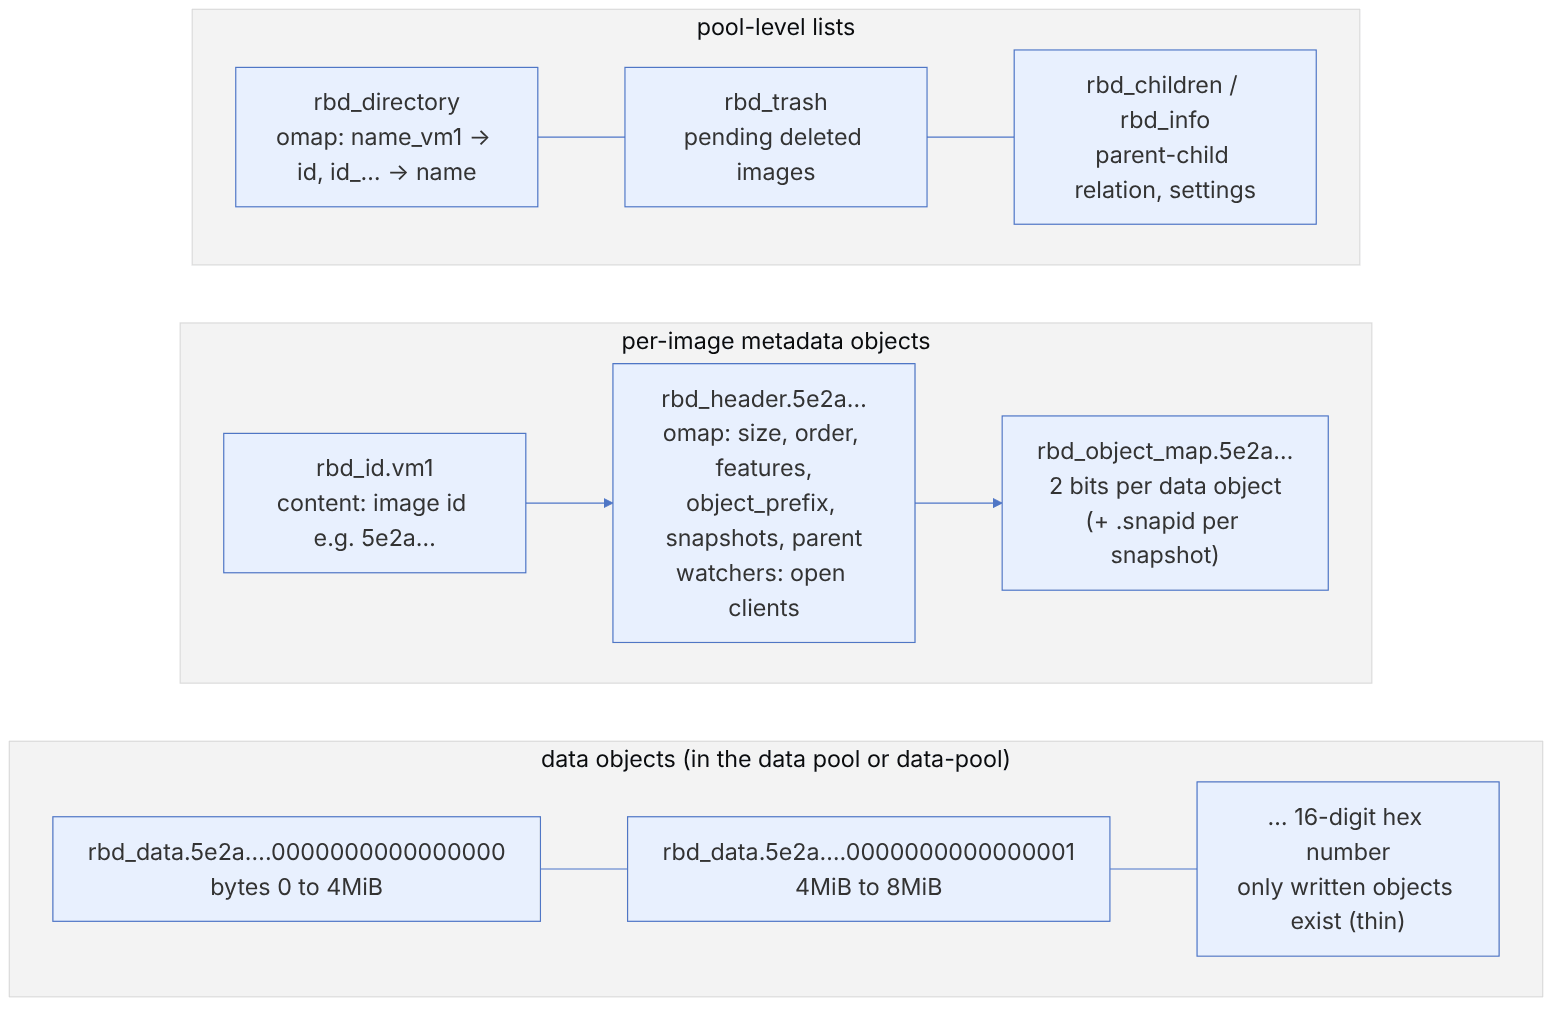 pool-level lists
rbd_directory
omap: name_vm1 →
id, id_... → name
rbd_trash
pending deleted
images
rbd_children /
rbd_info
parent-child
relation, settings
per-image metadata objects
rbd_id.vm1
content: image id
e.g. 5e2a...
rbd_header.5e2a...
omap: size, order,
features,
object_prefix,
snapshots, parent
watchers: open
clients
rbd_object_map.5e2a...
2 bits per data object
(+ .snapid per
snapshot)
data objects (in the data pool or data-pool)
rbd_data.5e2a....0000000000000000
bytes 0 to 4MiB
rbd_data.5e2a....0000000000000001
4MiB to 8MiB
... 16-digit hex
number
only written objects
exist (thin)